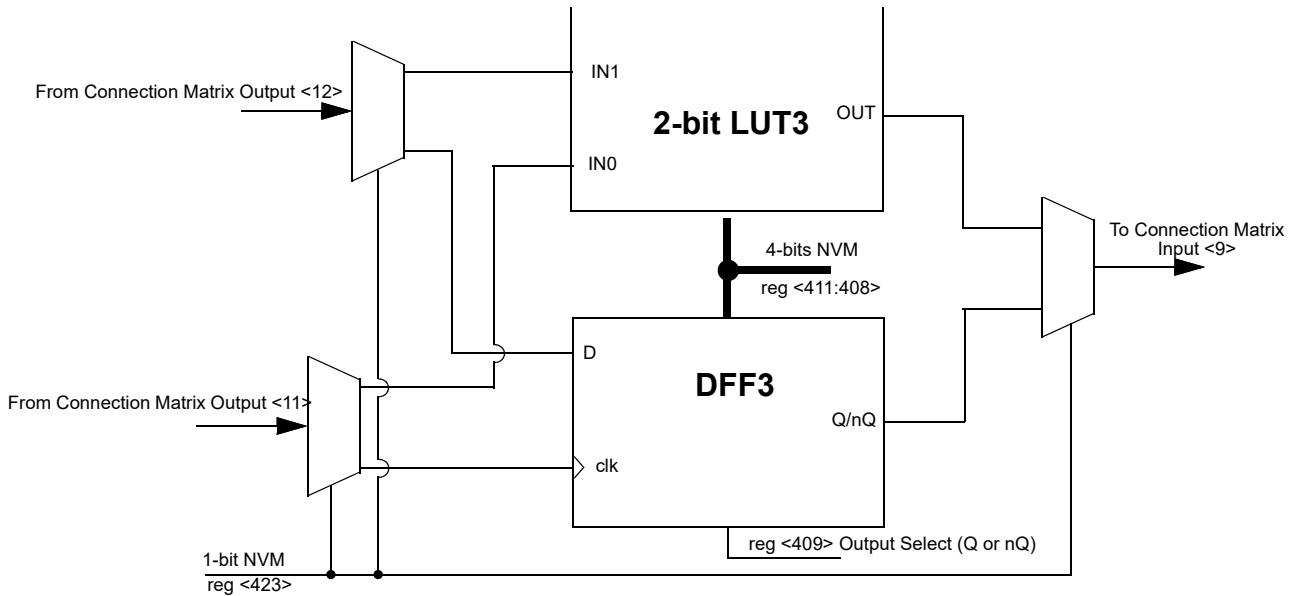 IN1
From Connection Matrix Output <12>
2-bit LUT3
OUT
IN0
To Connection Matrix
Input <9>
4-bits NVM
reg <411:408>
D
DFF3
From Connection Matrix Output <11>
Q/nQ
clk
reg <409> Output Select (Q or nQ)
1-bit NVM
reg <423>